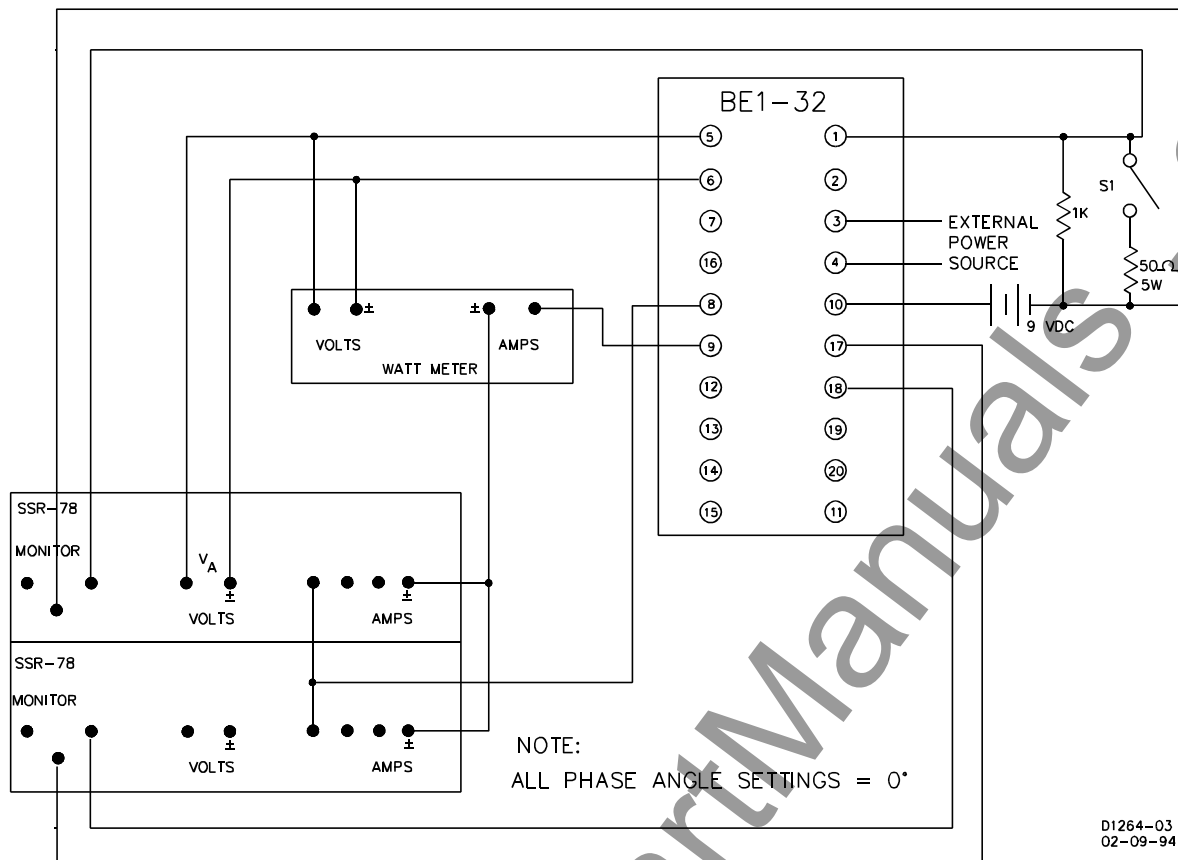 BE1-32
5 1
6 2
7 3 EXTERNAL
POWER
16 4 SOURCE
8 10
9 17
12 18
13 19
14 20
15 11
S1
1K
50Ω
5W
9 VDC
± ±
VOLTS AMPS
WATT METER
SSR-78
MONITOR
VA
±
±
VOLTS
AMPS
SSR-78
MONITOR
±
±
VOLTS
AMPS
NOTE:
ALL PHASE ANGLE SETTINGS = 0°
D1264-03
02-09-94